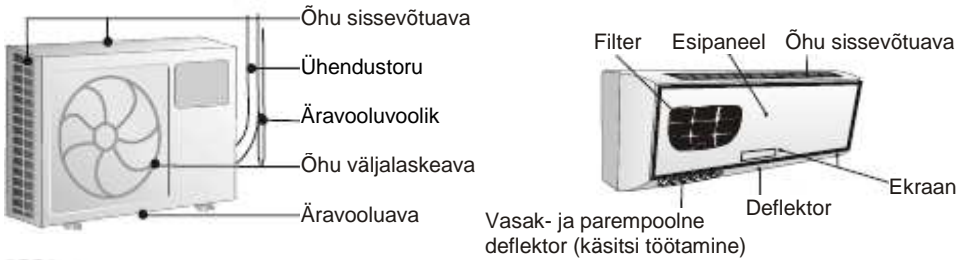 Õhu sissevõtuava
Ühendustoru
Äravooluvoolik
Õhu väljalaskeava
Äravooluava
Filter
Esipaneel
Õhu sissevõtuava
Ekraan
Deflektor
Vasak- ja parempoolne
deflektor (käsitsi töötamine)